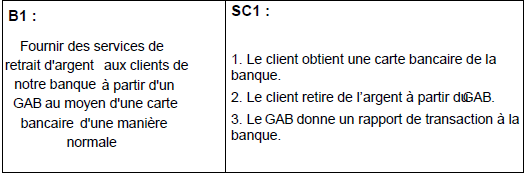 B1 :
Fournir des services de
retrait d'argent aux clients de
notre banque à partir d'un
GAB au moyen d'une carte
bancaire d'une manière
normale
SC1 :
1. Le client obtient une carte bancaire de la
banque.
2. Le client retire de l'argent à partir du GAB.
3. Le GAB donne un rapport de transaction à la
banque.